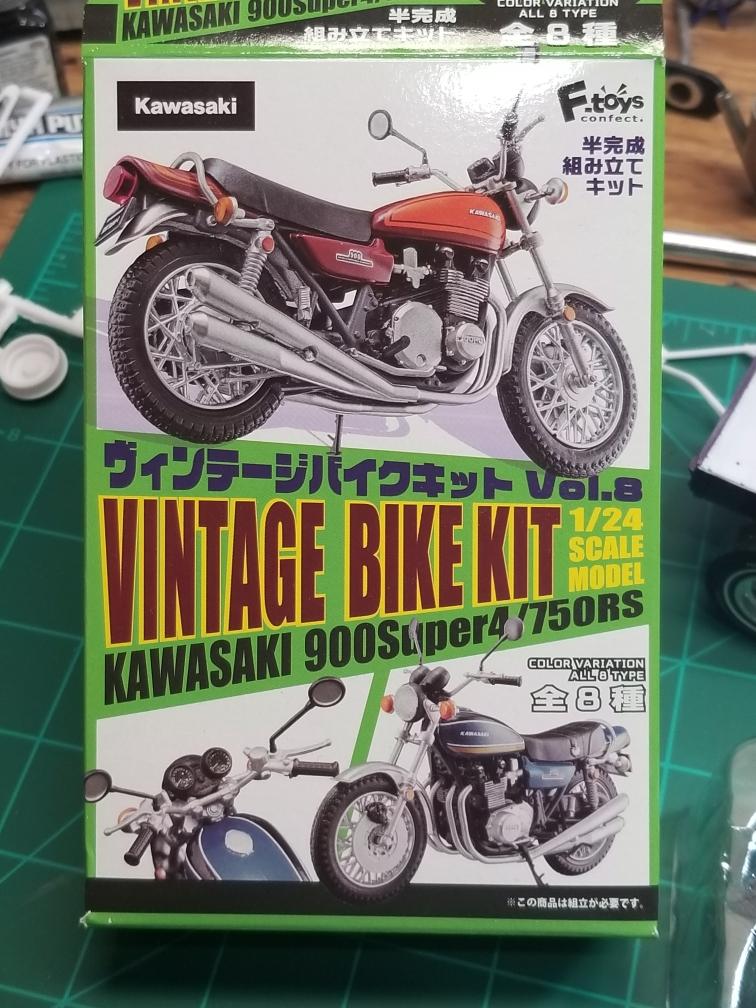 KAWASAKI 900Super4/
半完成
組み立てキット
COLOR VARIATION
ALL 8 TYPE
全8種
Kawasaki
F-toys
confect.
半完成
組み立て
キット
KAWASAKI
900
ヴィンテージバイクキット Vol.8
VINTAGE BIKE KIT
1/24
SCALE
MODEL
KAWASAKI 900Super4/750RS
COLOR VARIATION
ALL 8 TYPE
全8種
KAWASAKI
※この商品は組立が必要です。